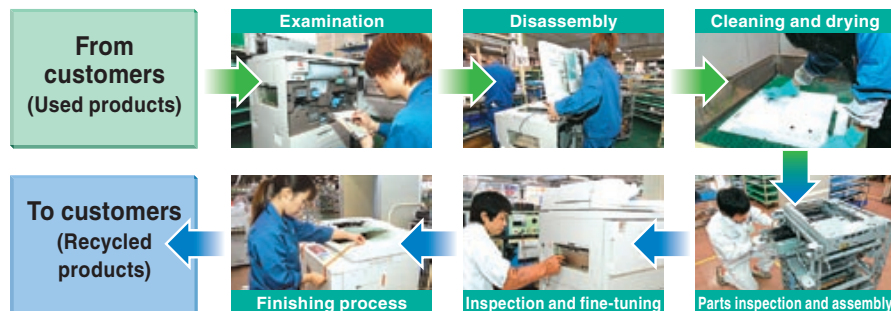 From
customers
(Used products)
Examination
Disassembly
Cleaning and drying
Parts inspection and assembly
Inspection and fine-tuning
Finishing process
To customers
(Recycled
products)